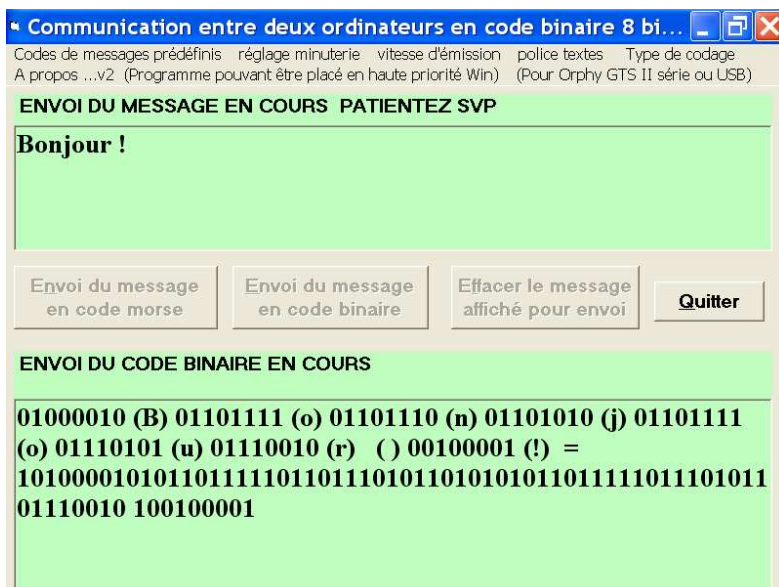 Communication entre deux ordinateurs en code binaire 8 bi...
Codes de messages prédéfinis réglage minuterie vitesse d'émission police textes Type de codage
A propos ...v2 (Programme pouvant être placé en haute priorité Win) (Pour Orphy GTS II série ou USB)
ENVOI DU MESSAGE EN COURS PATIENTEZ SVP
Bonjour !
Envoi du message
en code morse
Envoi du message
en code binaire
Effacer le message
affiché pour envoi
Quitter
ENVOI DU CODE BINAIRE EN COURS
01000010 (B) 01101111 (o) 01101110 (n) 01101010 (j) 01101111
(o) 01110101 (u) 01110010 (r) ( ) 00100001 (!) =
1010000101011011111011011101011010101011011111011101011
01110010 100100001